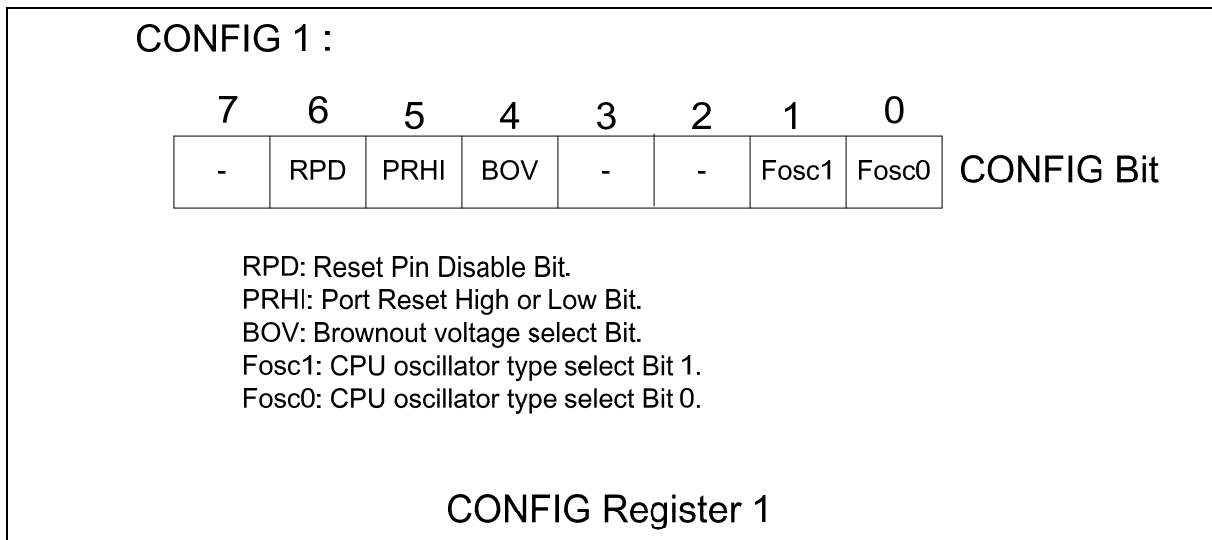 CONFIG 1 :
7 6 5 4 3 2 1 0
- RPD PRHI BOV - - Fosc1 Fosc0 CONFIG Bit
RPD: Reset Pin Disable Bit.
PRHI: Port Reset High or Low Bit.
BOV: Brownout voltage select Bit.
Fosc1: CPU oscillator type select Bit 1.
Fosc0: CPU oscillator type select Bit 0.
CONFIG Register 1